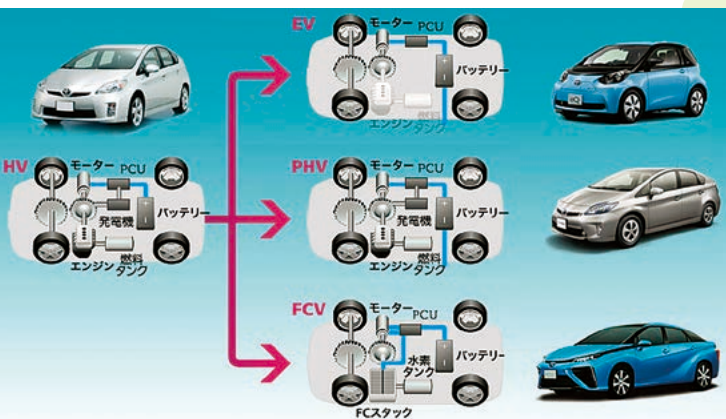 HV
モーター PCU
発電機
バッテリー
エンジン
燃料
タンク
EV
モーター PCU
バッテリー
エンジン
燃料
タンク
PHV
モーター PCU
発電機
バッテリー
エンジン
燃料
タンク
FCV
モーター PCU
水素
タンク
バッテリー
FCスタック